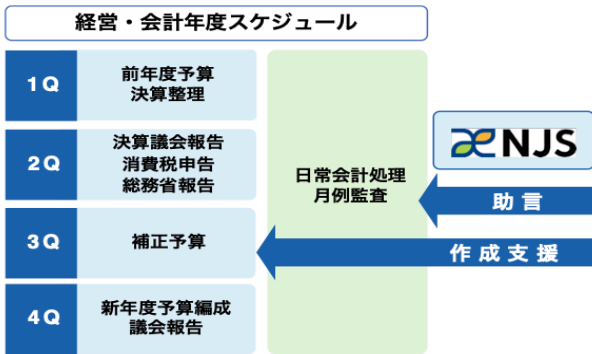 経営・会計年度スケジュール
1Q
前年度予算
決算整理
2Q
決算議会報告
消費税申告
総務省報告
3Q
補正予算
4Q
新年度予算編成
議会報告
日常会計処理
月例監査
NJS
助言
作成支援